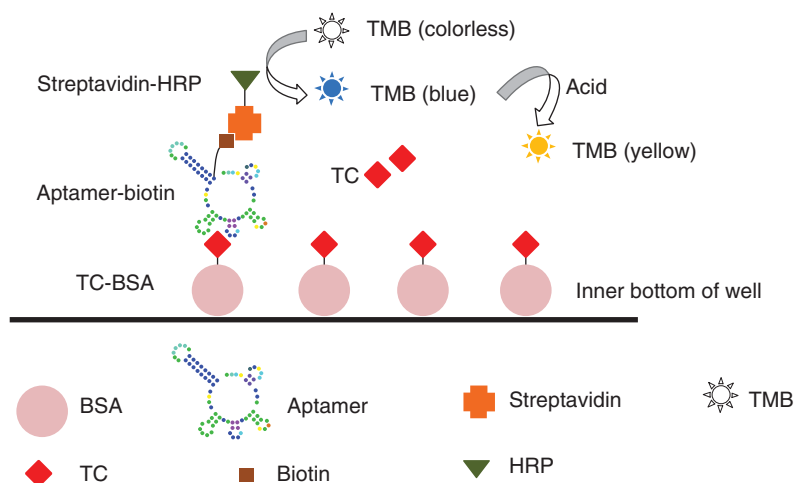 TMB (colorless)
Streptavidin-HRP
TMB (blue)
Acid
TMB (yellow)
TC
Aptamer-biotin
TC-BSA
Inner bottom of well
BSA
Aptamer
Streptavidin
TMB
TC
Biotin
HRP